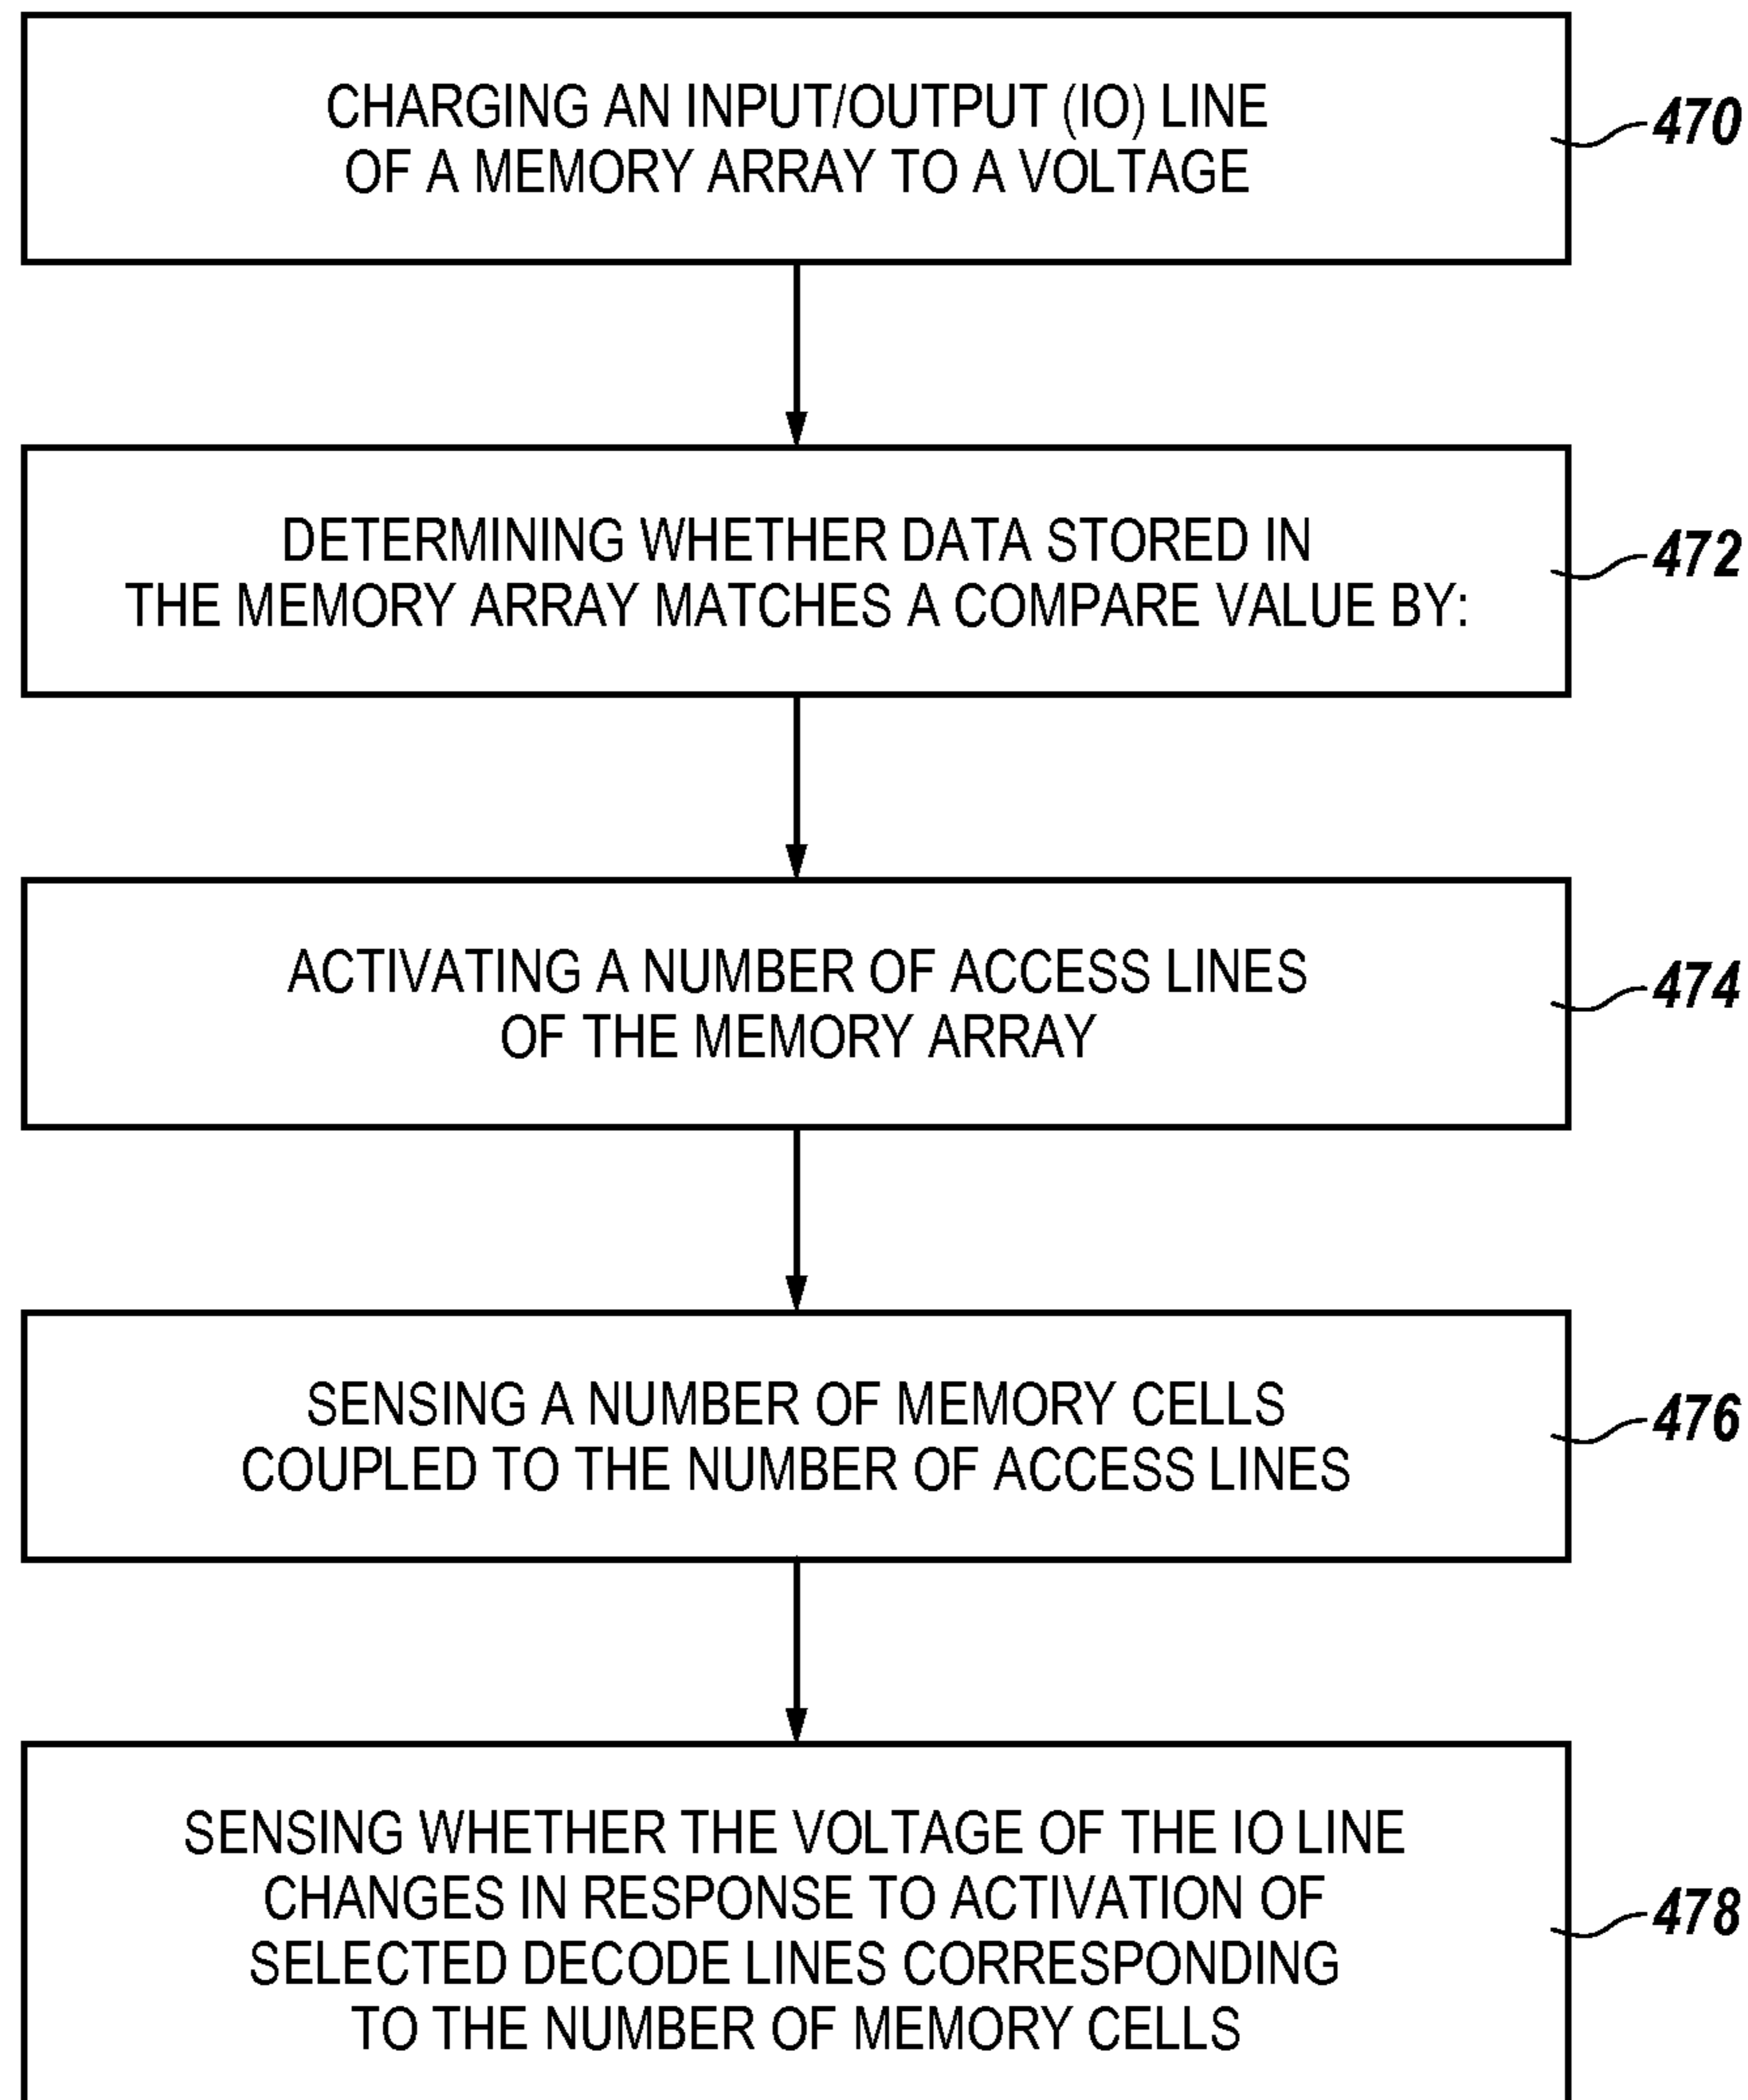 CHARGING AN INPUT/OUTPUT (IO) LINE
OF A MEMORY ARRAY TO A VOLTAGE
470
DETERMINING WHETHER DATA STORED IN
THE MEMORY ARRAY MATCHES A COMPARE VALUE BY:
472
ACTIVATING A NUMBER OF ACCESS LINES
OF THE MEMORY ARRAY
474
SENSING A NUMBER OF MEMORY CELLS
COUPLED TO THE NUMBER OF ACCESS LINES
476
SENSING WHETHER THE VOLTAGE OF THE IO LINE
CHANGES IN RESPONSE TO ACTIVATION OF
SELECTED DECODE LINES CORRESPONDING
TO THE NUMBER OF MEMORY CELLS
478